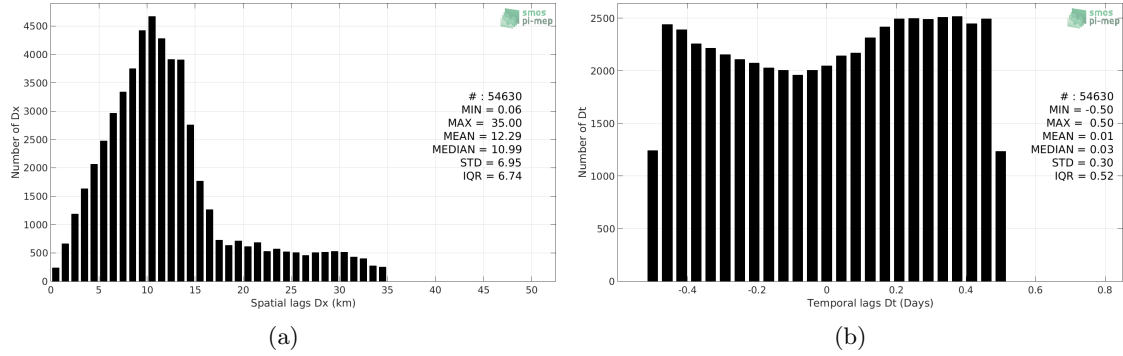 smos
pi-mep
Number of Dx
4500
4000
3500
3000
2500
2000
1500
1000
500
0
# : 54630
MIN = 0.06
MAX = 35.00
MEAN = 12.29
MEDIAN = 10.99
STD = 6.95
IQR = 6.74
0 5 10 15 20 25 30 35 40 45 50
Spatial lags Dx (km)
(a)
smos
pi-mep
Number of Dt
2500
2000
1500
1000
500
0
# : 54630
MIN = -0.50
MAX = 0.50
MEAN = 0.01
MEDIAN = 0.03
STD = 0.30
IQR = 0.52
-0.4 -0.2 0 0.2 0.4 0.6 0.8
Temporal lags Dt (Days)
(b)